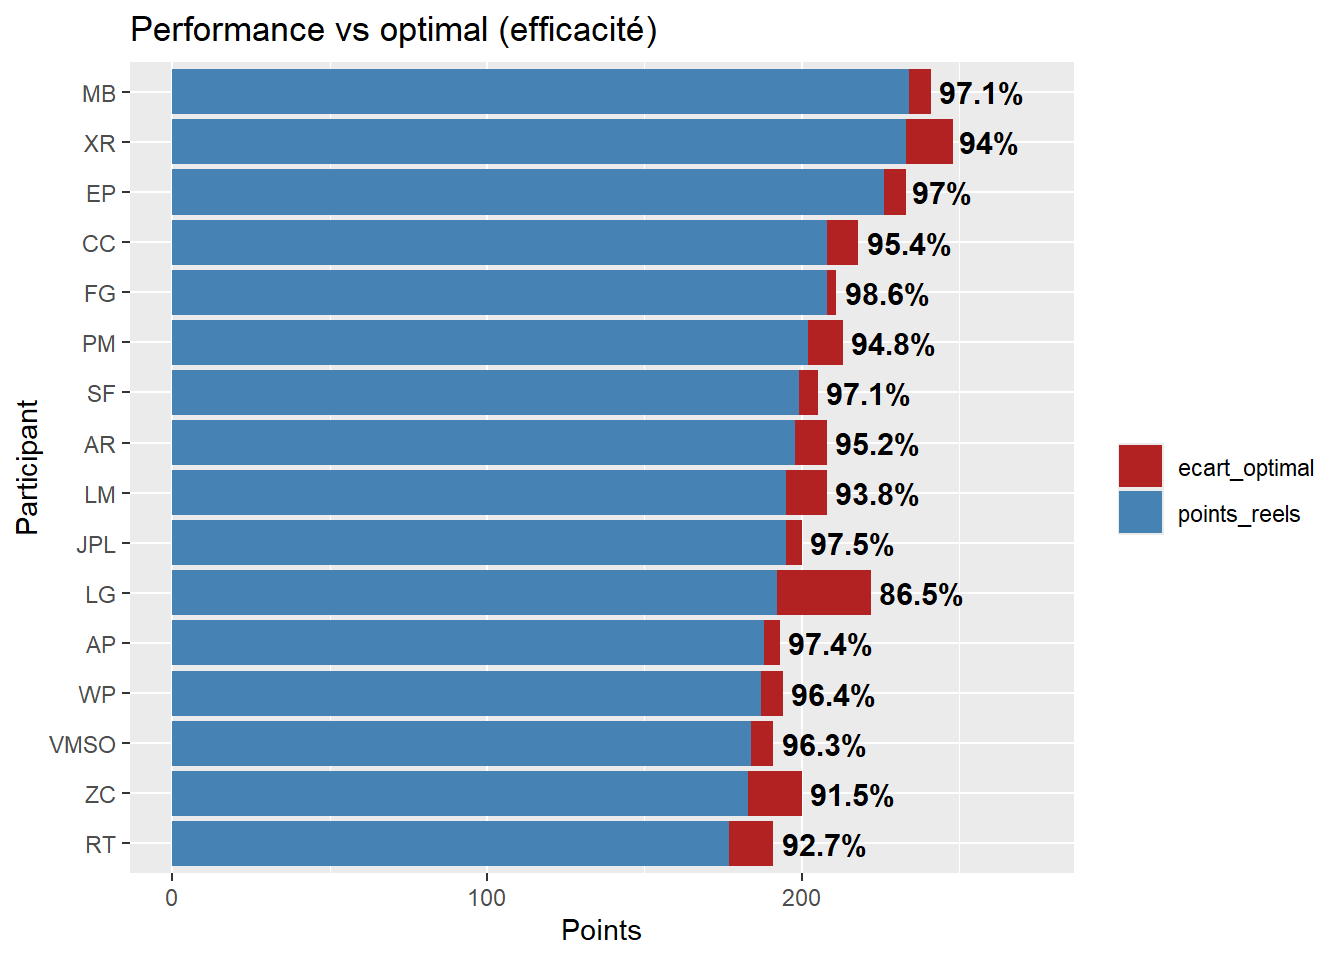 Performance vs optimal (efficacité)
Participant
MB 97.1%
XR 94%
EP 97%
CC 95.4%
FG 98.6%
PM 94.8%
SF 97.1%
AR 95.2%
LM 93.8%
JPL 97.5%
LG 86.5%
AP 97.4%
WP 96.4%
VMSO 96.3%
ZC 91.5%
RT 92.7%
0 100 200
Points
ecart_optimal
points_reels